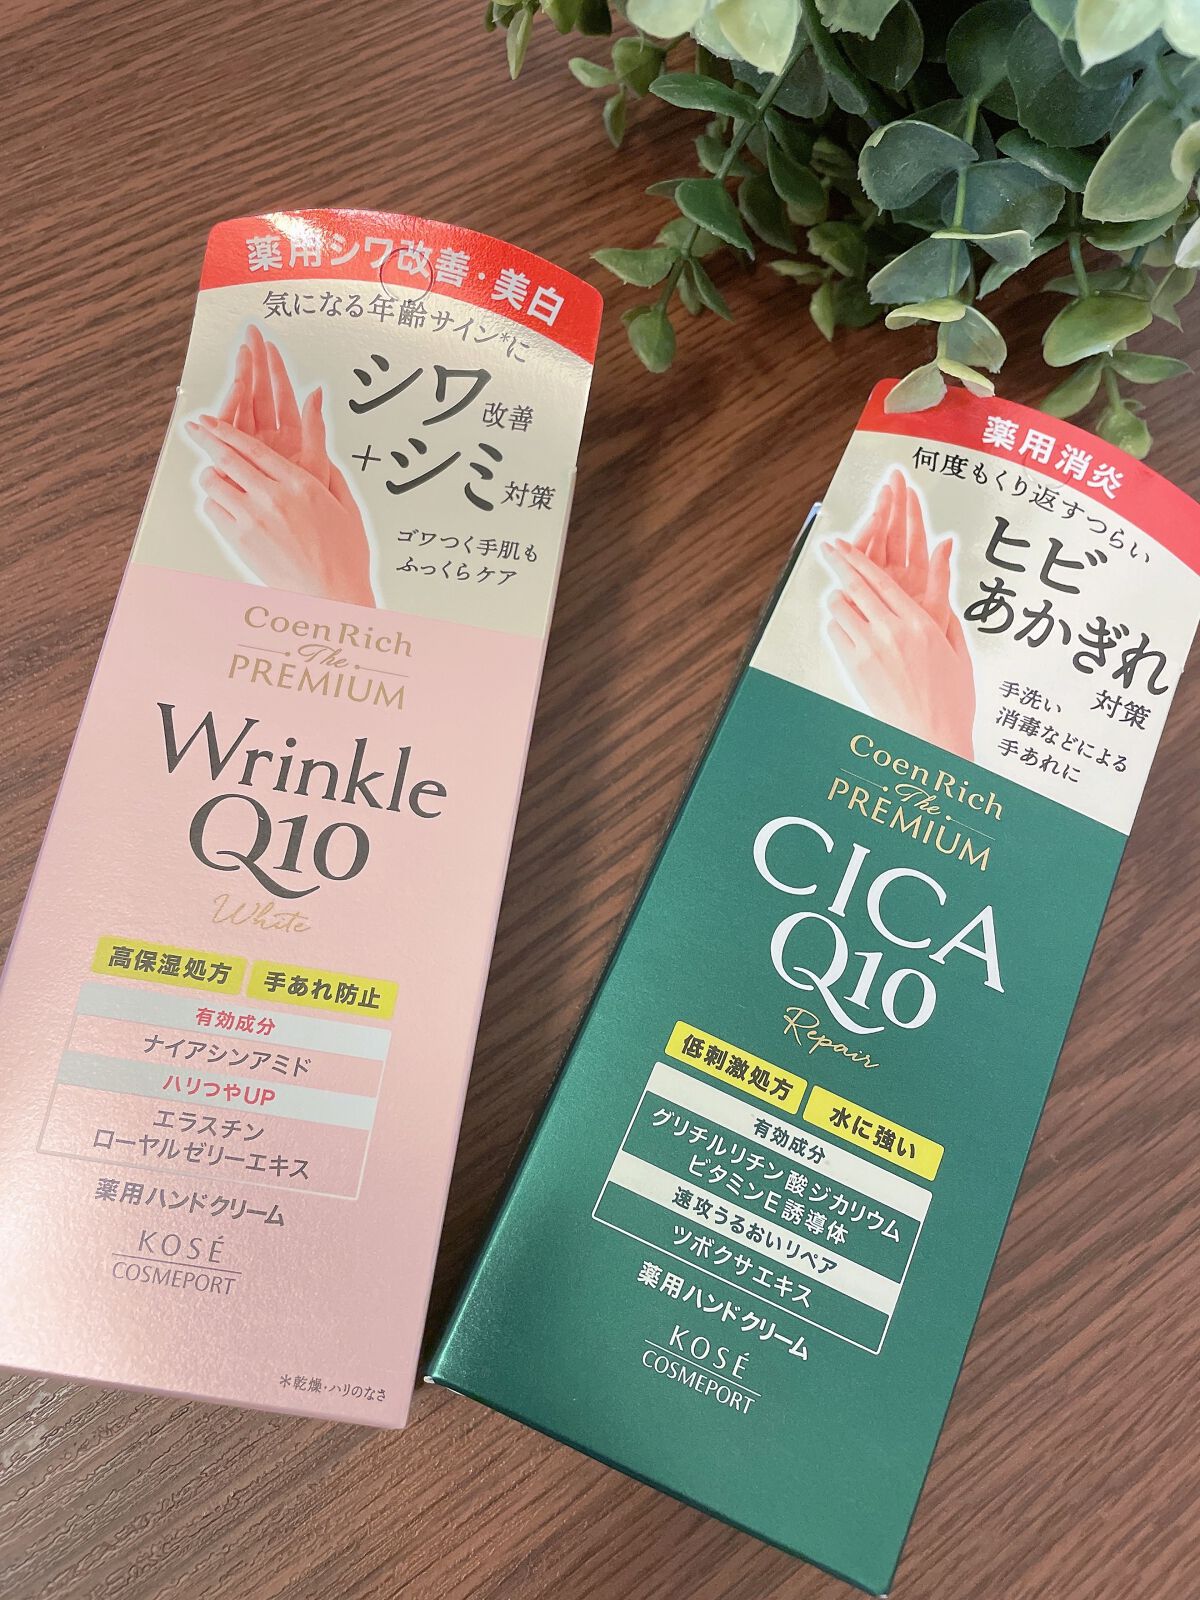 薬用シワ改善・美白
気になる年齢サイン*に
シワ改善
+シミ対策
ゴワつく手肌も
ふっくらケア
Coen Rich
The
PREMIUM
Wrinkle
Q10
White
高保湿処方 手あれ防止
有効成分
ナイアシンアミド
ハリつやUP
エラスチン
ローヤルゼリーエキス
薬用ハンドクリーム
KOSÉ
COSMEPORT
*乾燥・ハリのなさ
薬用消炎
何度もくり返すつらい
ヒビ
あかぎれ
対策
手洗い
消毒などによる
手あれに
Coen Rich
The
PREMIUM
CICA
Q10
Repair
低刺激処方 水に強い
有効成分
グリチルリチン酸ジカリウム
ビタミンE誘導体
速攻うるおいリペア
ツボクサエキス
薬用ハンドクリーム
KOSÉ
COSMEPORT